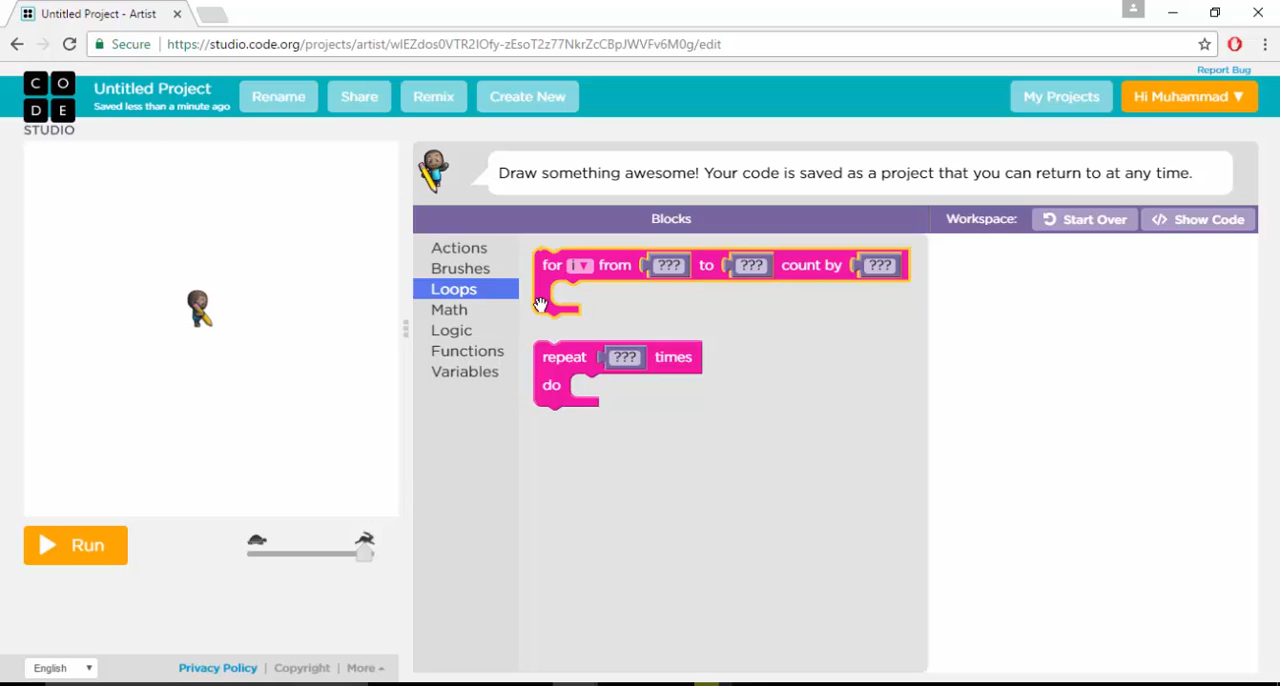 Untitled Project - Artist
Secure https://studio.code.org/projects/artist/wIEZdos0VTR2IOfy-zEsoT2z77NkrZcCBpJWVFv6M0g/edit
Report Bug
CODE
STUDIO
Untitled Project
Saved less than a minute ago
Rename
Share
Remix
Create New
My Projects
Hi Muhammad ▼
Draw something awesome! Your code is saved as a project that you can return to at any time.
Blocks
Workspace:
Start Over
</> Show Code
Actions
Brushes
Loops
Math
Logic
Functions
Variables
for i ▼ from ??? to ??? count by ???
repeat ??? times
do
Run
English ▼
Privacy Policy | Copyright | More